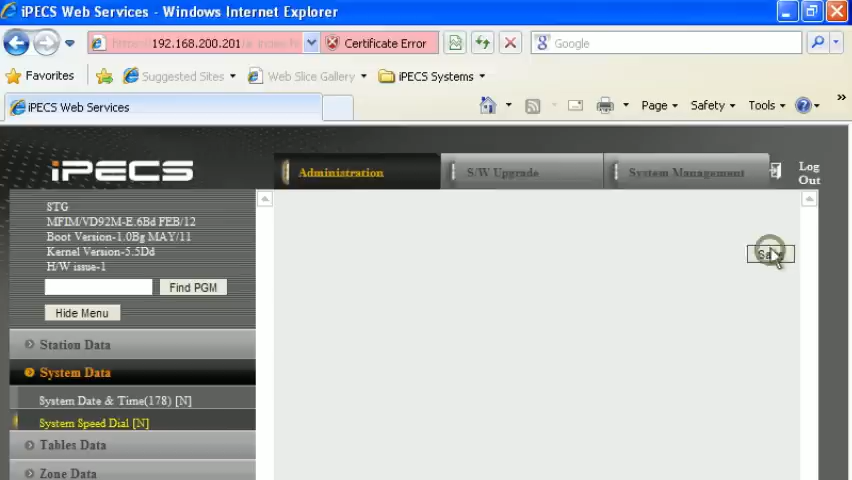 iPECS Web Services - Windows Internet Explorer
192.168.200.201
Certificate Error
Google
Favorites
Suggested Sites
Web Slice Gallery
iPECS Systems
iPECS Web Services
Page
Safety
Tools
»
iPECS
Administration
S/W Upgrade
System Management
Log
Out
STG
MFIM/VD92M-E.6Bd FEB/12
Boot Version-1.0Bg MAY/11
Kernel Version-5.5Dd
H/W issue-1
Find PGM
Hide Menu
Station Data
System Data
System Date & Time(178) [N]
System Speed Dial [N]
Tables Data
Zone Data